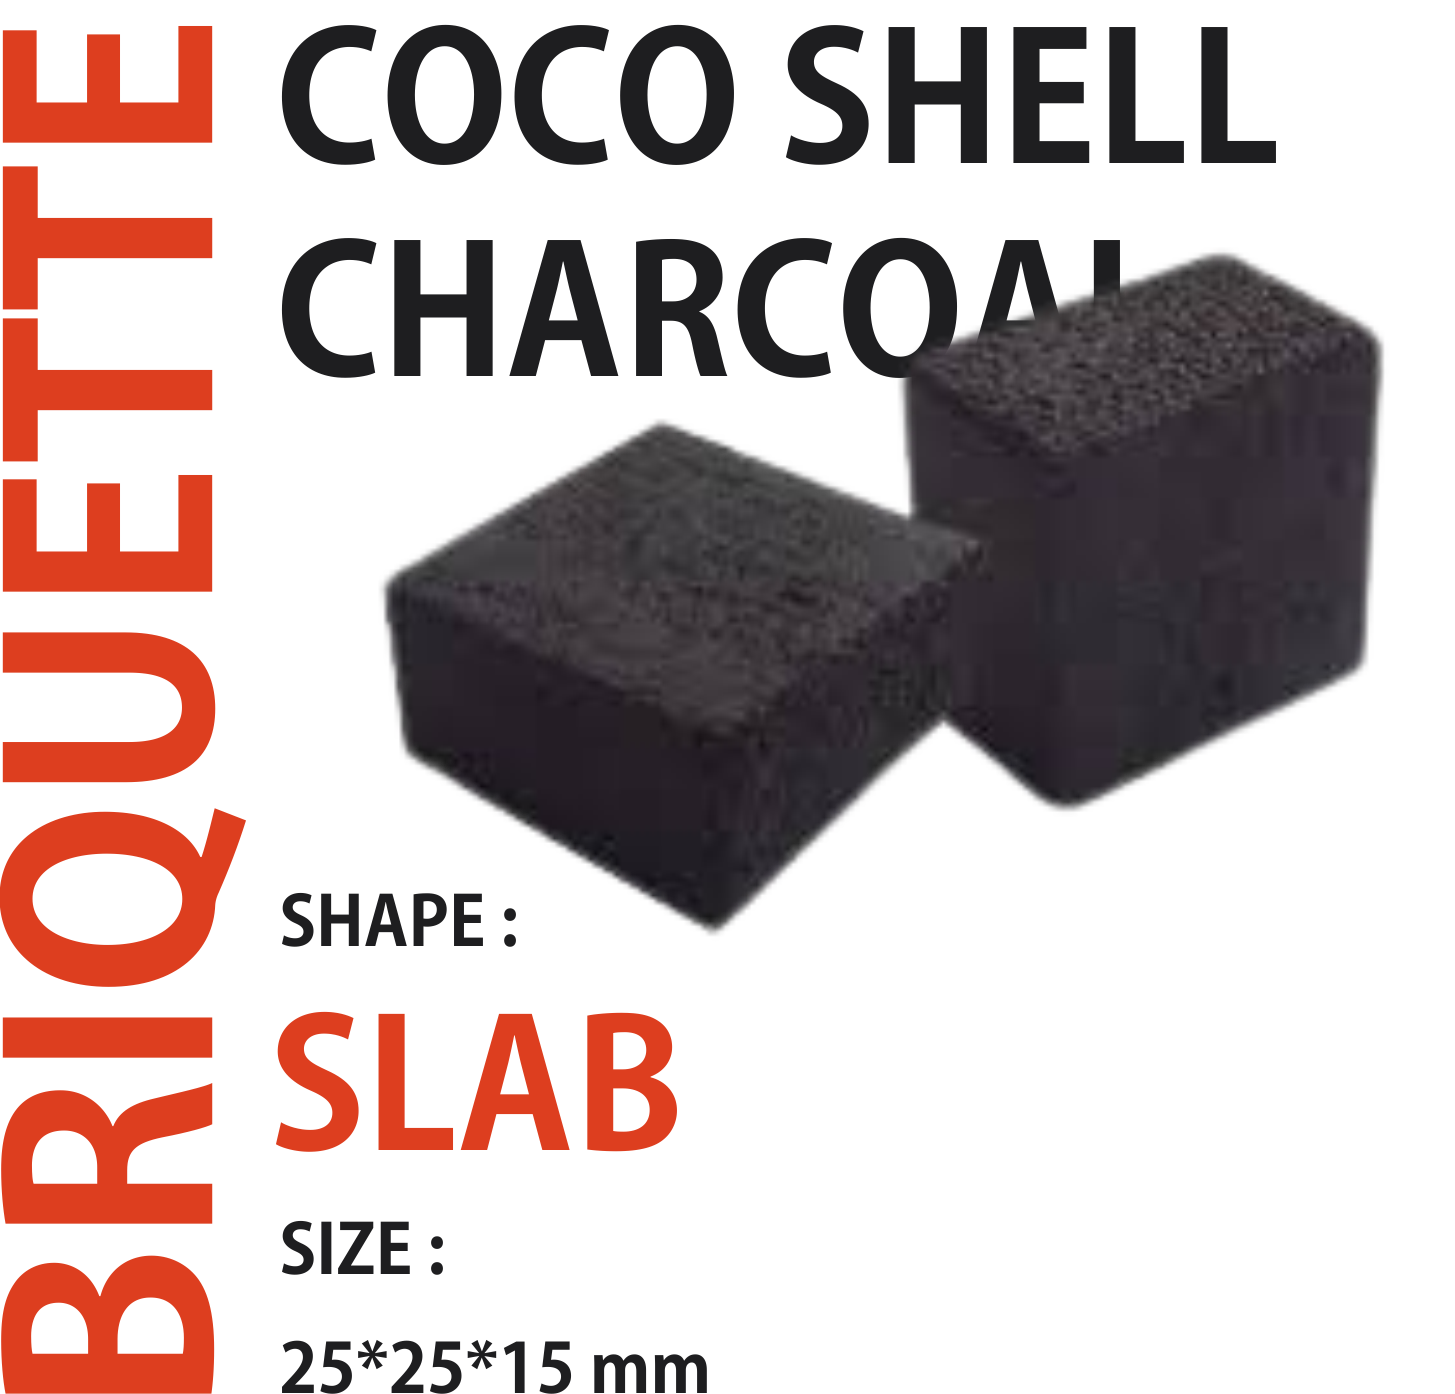 BRIQUETTE
COCO SHELL
CHARCOAL
SHAPE :
SLAB
SIZE :
25*25*15 mm